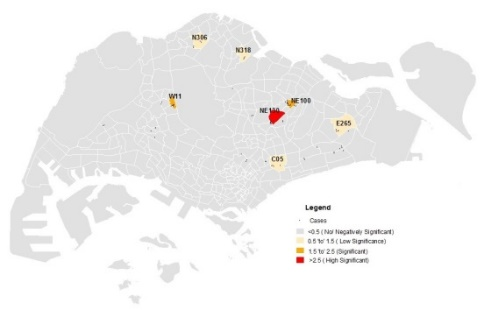 N306
N318
W11
NE100
NE100
E265
C05
Legend
Cases
<0.5 ( Not Negatively Significant)
0.5 'to' 1.5 ( Low Significance)
1.5 'to' 2.5 (Significant)
>2.5 ( High Significant)